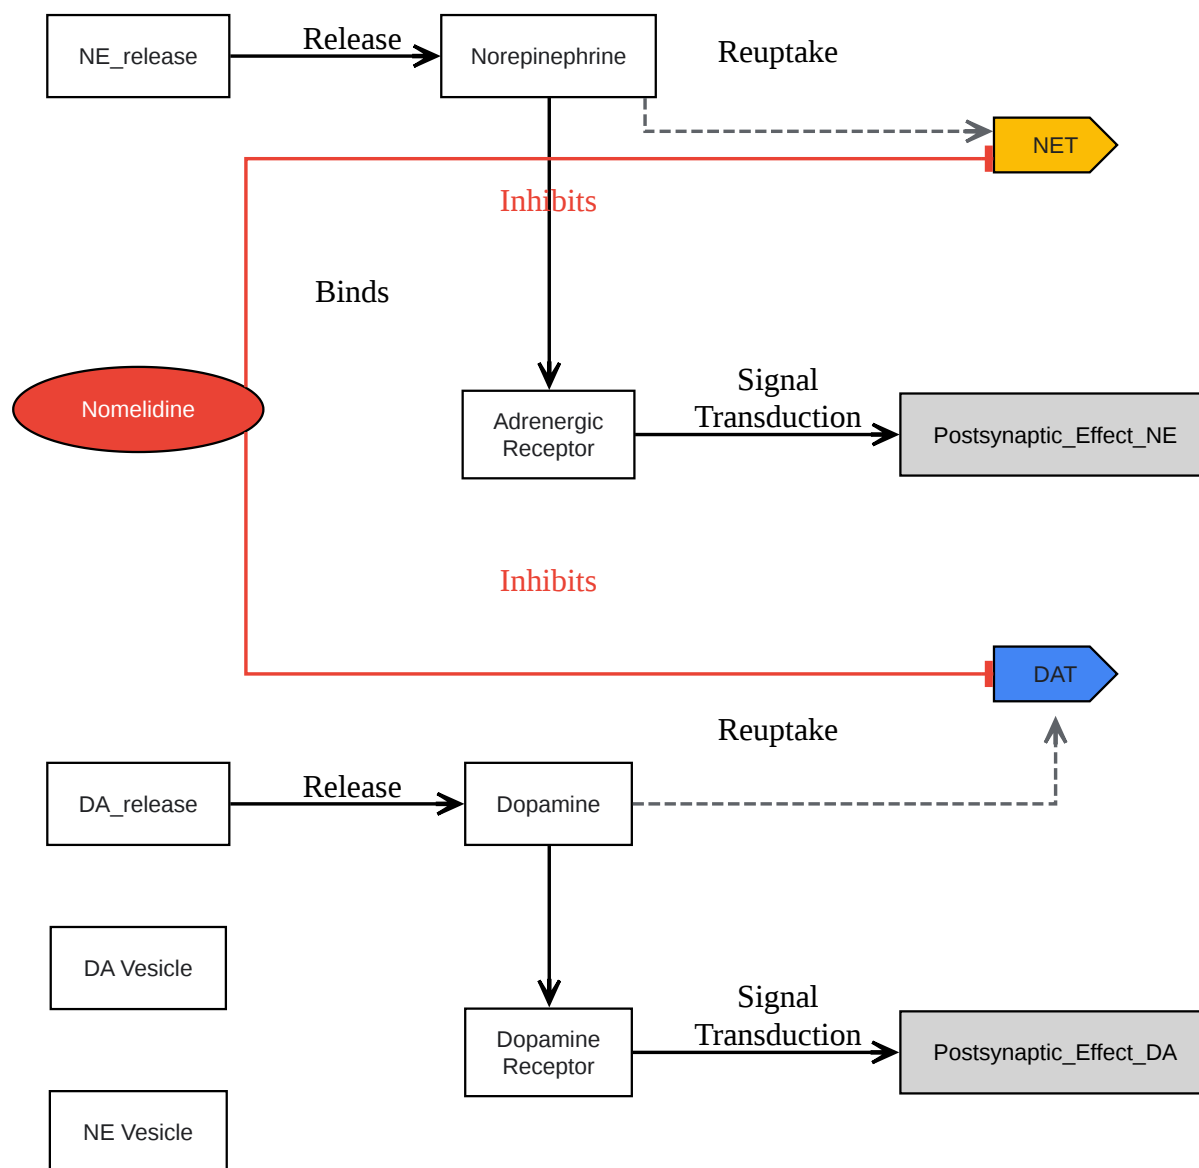 NE_release
Release
Norepinephrine
Reuptake
NET
Inhibits
Binds
Nomelidine
Adrenergic
Receptor
Signal
Transduction
Postsynaptic_Effect_NE
Inhibits
DAT
Reuptake
DA_release
Release
Dopamine
DA Vesicle
Dopamine
Receptor
Signal
Transduction
Postsynaptic_Effect_DA
NE Vesicle